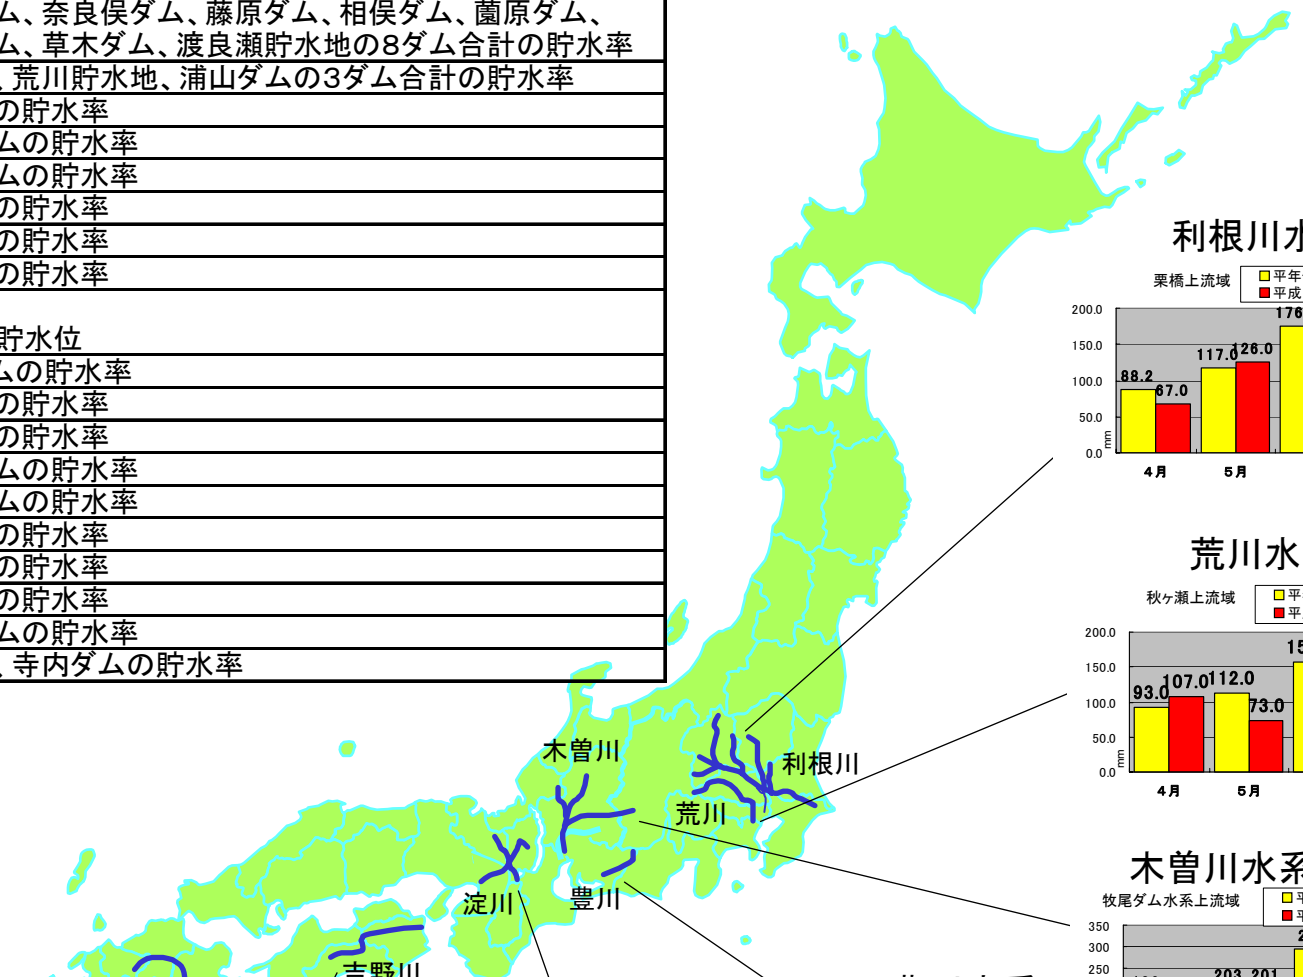 ム、奈良俣ダム、藤原ダム、相俣ダム、薗原ダム、
ム、草木ダム、渡良瀬貯水地の8ダム合計の貯水率
、荒川貯水地、浦山ダムの3ダム合計の貯水率
の貯水率
ムの貯水率
ムの貯水率
の貯水率
の貯水率
の貯水率
貯水位
ムの貯水率
の貯水率
の貯水率
ムの貯水率
ムの貯水率
の貯水率
の貯水率
の貯水率
ムの貯水率
、寺内ダムの貯水率
利根川水
栗橋上流域
平年
平成
200.0
150.0
100.0
50.0
0.0
mm
88.2
67.0
117.0
126.0
176
4月
5月
荒川水
秋ヶ瀬上流域
平
平
200.0
150.0
100.0
50.0
0.0
mm
93.0
107.0
112.0
73.0
15
4月
5月
木曽川水系
牧尾ダム水系上流域
平
平
350
300
250
203
201
2
木曽川
利根川
荒川
淀川
豊川
吉野川